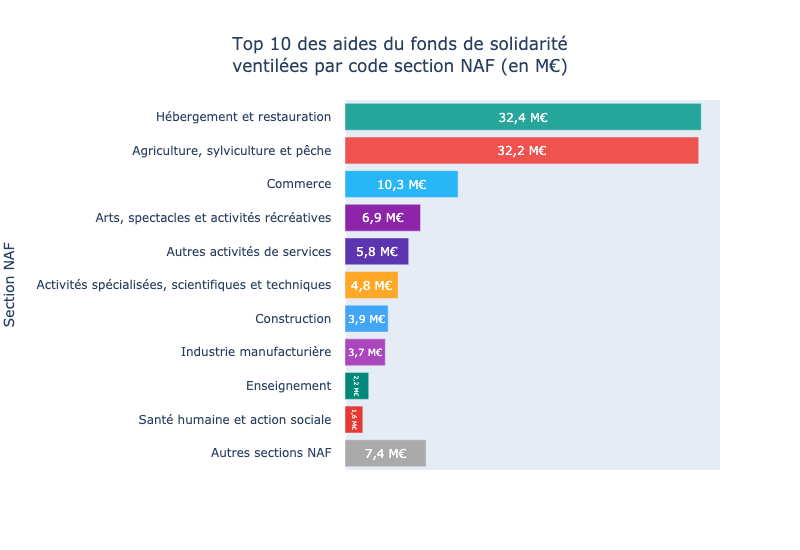 Top 10 des aides du fonds de solidarité
ventilées par code section NAF (en M€)
Section NAF
Hébergement et restauration 32,4 M€
Agriculture, sylviculture et pêche 32,2 M€
Commerce 10,3 M€
Arts, spectacles et activités récréatives 6,9 M€
Autres activités de services 5,8 M€
Activités spécialisées, scientifiques et techniques 4,8 M€
Construction 3,9 M€
Industrie manufacturière 3,7 M€
Enseignement 2,2 M€
Santé humaine et action sociale 1,6 M€
Autres sections NAF 7,4 M€